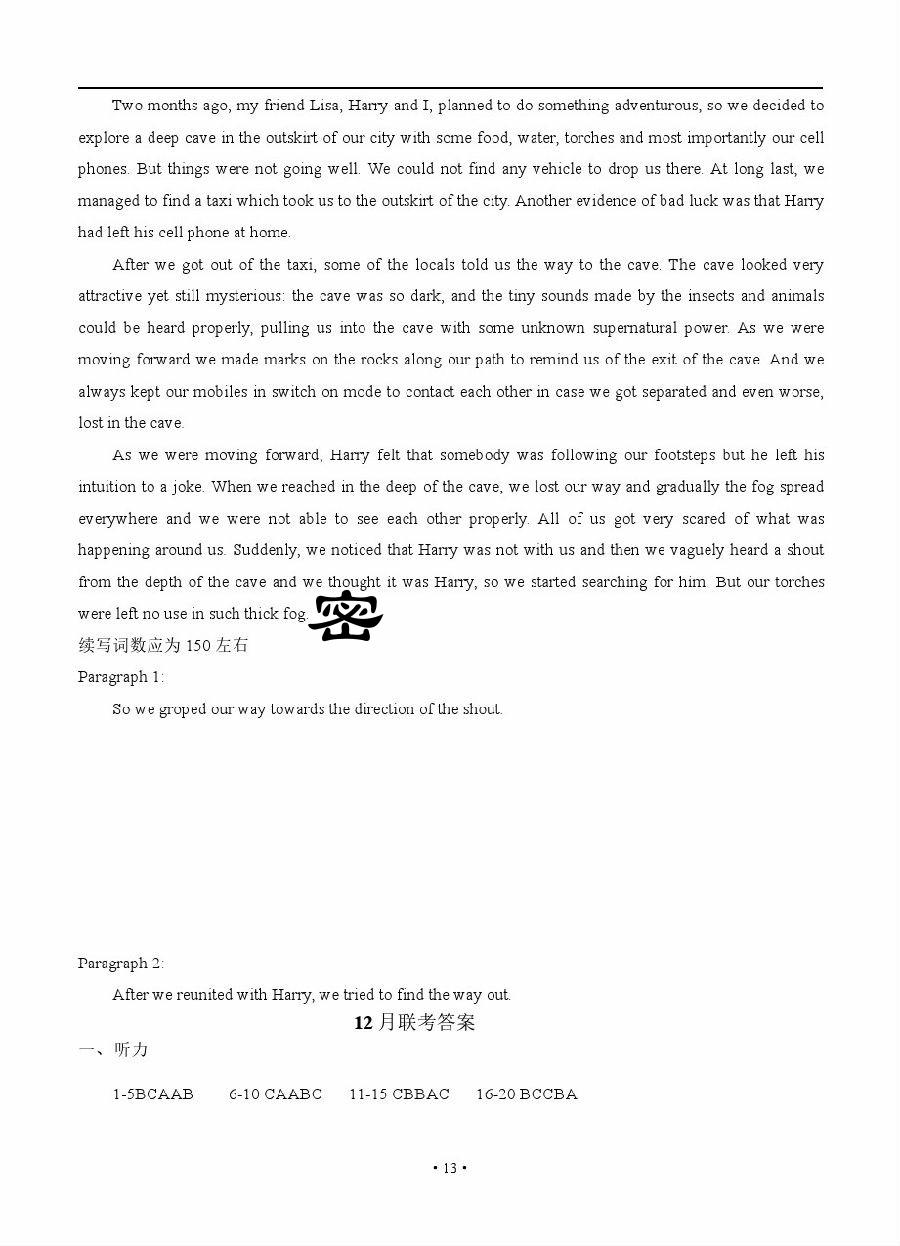 Two months ago, my friend Lisa, Harry and I, planned to do something adventurous, so we decided to
explore a deep cave in the outskirt of our city with some food, water, torches and most importantly our cell
phones. But things were not going well. We could not find any vehicle to drop us there. At long last, we
managed to find a taxi which took us to the outskirt of the city. Another evidence of bad luck was that Harry
had left his cell phone at home.
After we got out of the taxi, some of the locals told us the way to the cave. The cave looked very
attractive yet still mysterious: the cave was so dark, and the tiny sounds made by the insects and animals
could be heard properly, pulling us into the cave with some unknown supernatural power. As we were
moving forward we made marks on the rocks along our path to remind us of the exit of the cave. And we
always kept our mobiles in switch on mode to contact each other in case we got separated and even worse,
lost in the cave.
As we were moving forward, Harry felt that somebody was following our footsteps but he left his
intuition to a joke. When we reached in the deep of the cave, we lost our way and gradually the fog spread
everywhere and we were not able to see each other properly. All of us got very scared of what was
happening around us. Suddenly, we noticed that Harry was not with us and then we vaguely heard a shout
from the depth of the cave and we thought it was Harry, so we started searching for him. But our torches
were left no use in such thick fog. 密
续写词数应为 150 左右
Paragraph 1:
So we groped our way towards the direction of the shout.
Paragraph 2:
After we reunited with Harry, we tried to find the way out.
12 月联考答案
一、听力
1-5BCAAB 6-10 CAABC 11-15 CBBAC 16-20 BCCBA
• 13 •